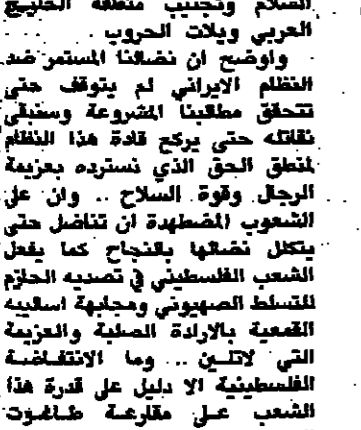 السلام وتجنيب منطقة الخليج
العربي ويلات الحروب .
واوضح ان نضالنا المستمر ضد
النظام الايراني لم يتوقف حتى
تتحقق مطالبنا المشروعة وسنبقى
نقاتله حتى يركع قادة هذا النظام
لمنطق الحق الذي نسترده بعزيمة
الرجال وقوة السلاح .. وان على
الشعوب المضطهدة ان تناضل حتى
يتكلل نضالها بالنجاح كما يفعل
الشعب الفلسطيني في تصديه الحازم
للتسلط الصهيوني ومجابهة اساليبه
القمعية بالارادة الصلبة والعزيمة
التي لاتلين .. وما الانتفاضة
الفلسطينية الا دليل على قدرة هذا
الشعب على مقارعة طاغوت